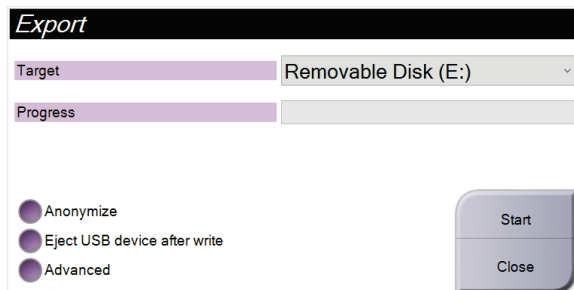 Export
Target
Removable Disk (E:)
Progress
Anonymize
Eject USB device after write
Advanced
Start
Close